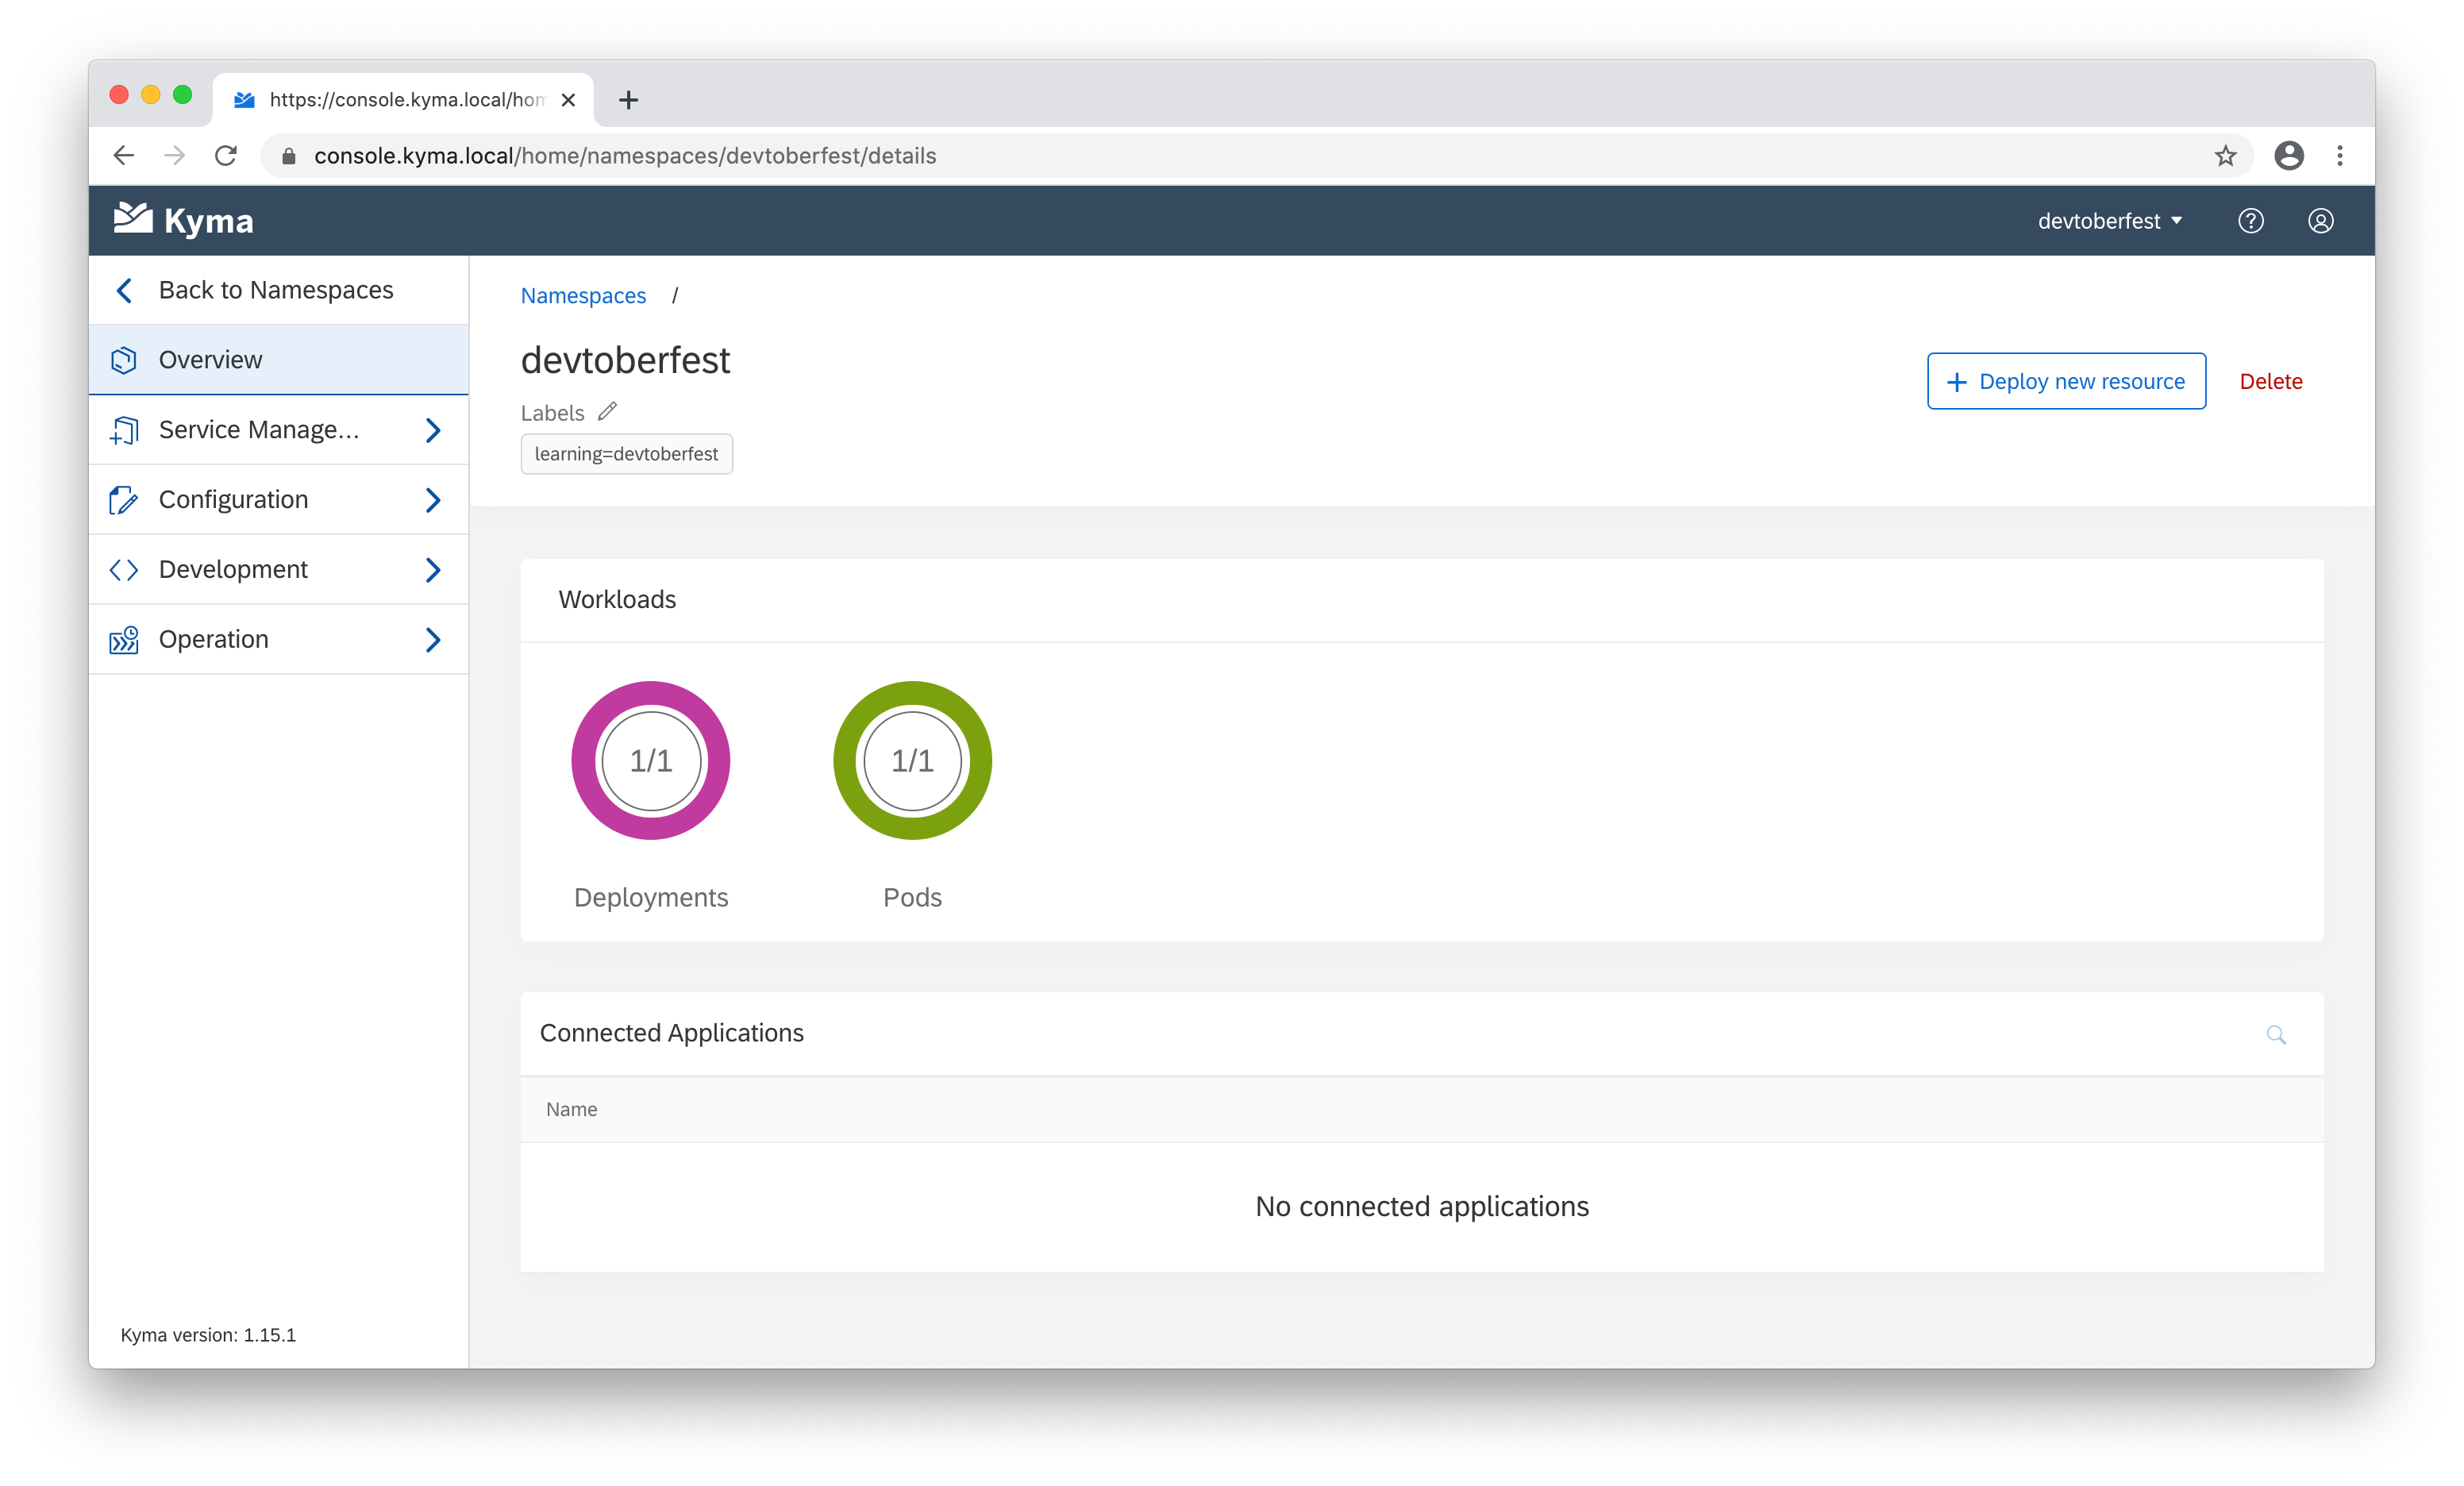 https://console.kyma.local/hom
console.kyma.local/home/namespaces/devtoberfest/details
Kyma
devtoberfest
Back to Namespaces
Overview
Service Manage...
Configuration
Development
Operation
Kyma version: 1.15.1
Namespaces /
devtoberfest
Labels
learning=devtoberfest
+ Deploy new resource
Delete
Workloads
1/1
1/1
Deployments
Pods
Connected Applications
Name
No connected applications